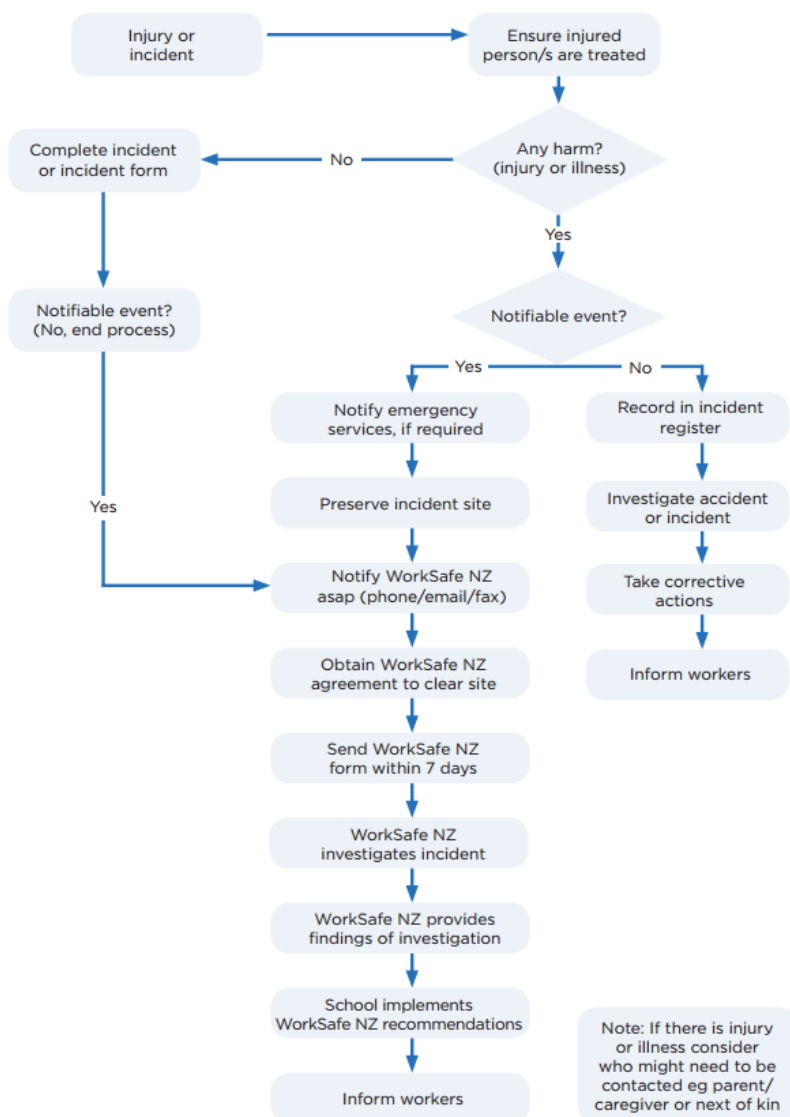 Injury or
incident
Ensure injured
person/s are treated
Any harm?
(injury or illness)
No
Complete incident
or incident form
Yes
Notifiable event?
(No, end process)
Notifiable event?
Yes
No
Notify emergency
services, if required
Record in incident
register
Preserve incident site
Investigate accident
or incident
Yes
Notify WorkSafe NZ
asap (phone/email/fax)
Take corrective
actions
Obtain WorkSafe NZ
agreement to clear site
Inform workers
Send WorkSafe NZ
form within 7 days
WorkSafe NZ
investigates incident
WorkSafe NZ provides
findings of investigation
School implements
WorkSafe NZ recommendations
Inform workers
Note: If there is injury
or illness consider
who might need to be
contacted eg parent/
caregiver or next of kin